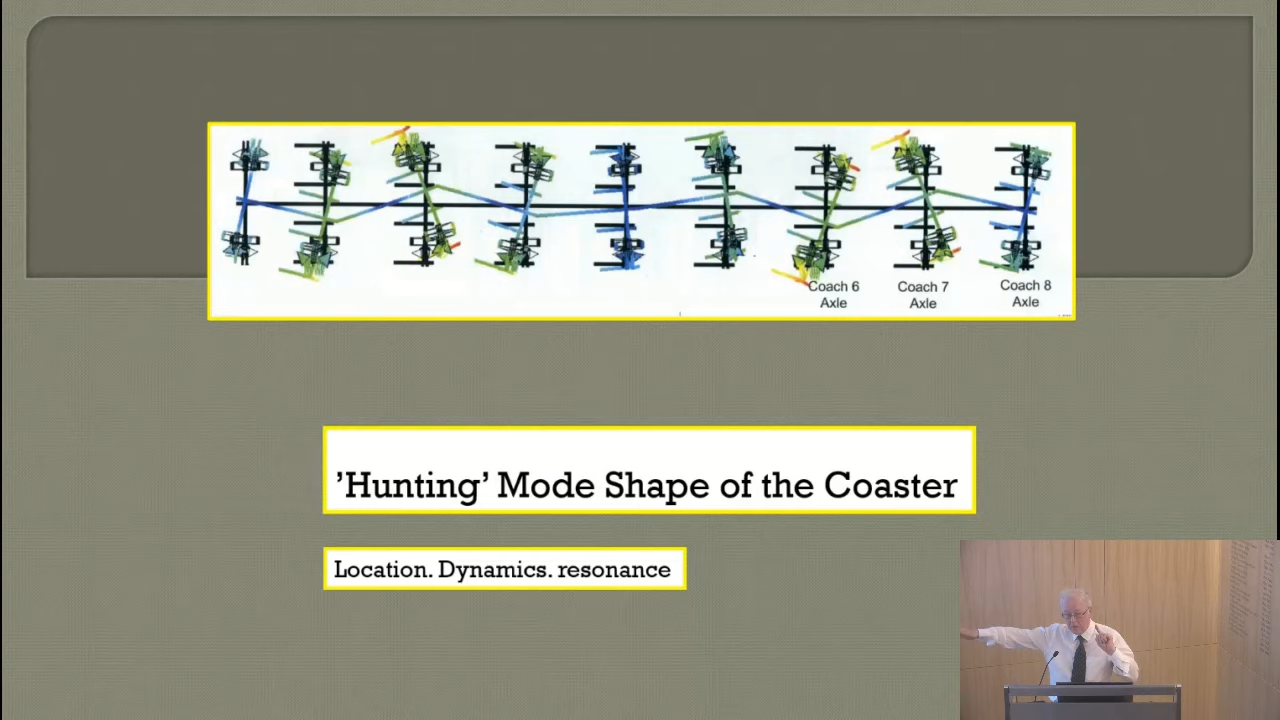 Coach 6
Axle
Coach 7
Axle
Coach 8
Axle
’Hunting’ Mode Shape of the Coaster
Location. Dynamics. resonance